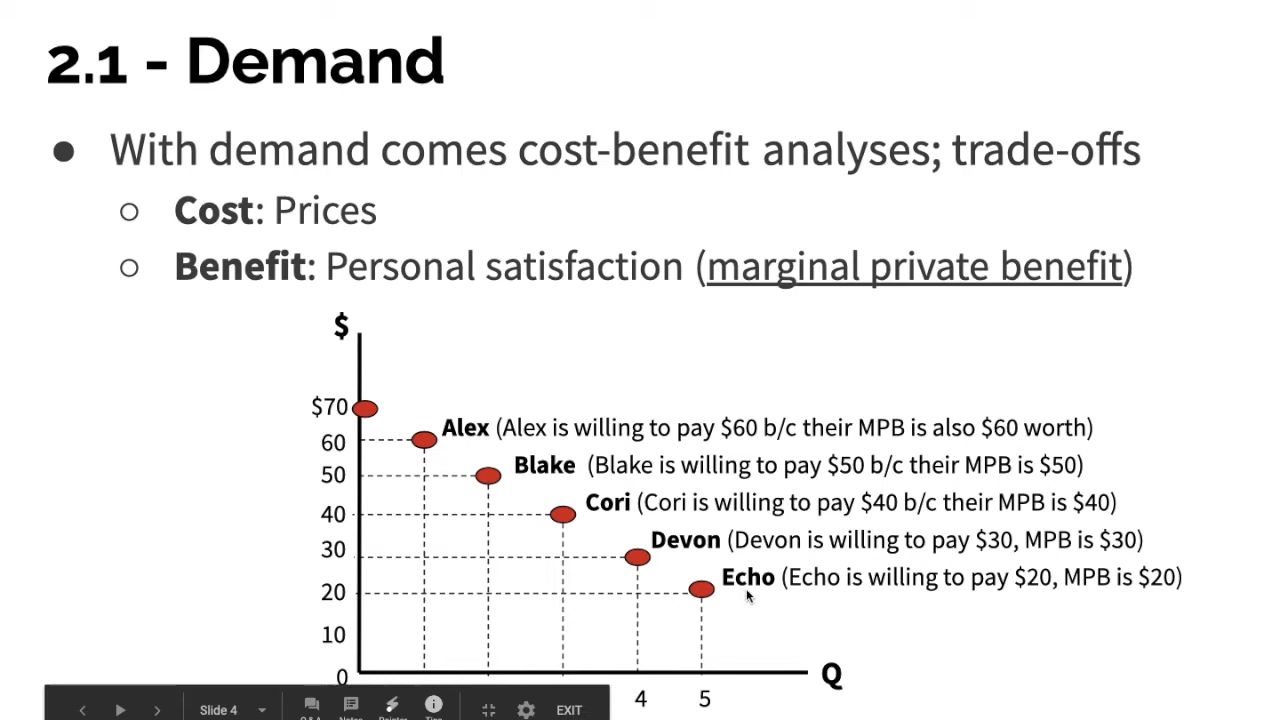 2.1 - Demand
● With demand comes cost-benefit analyses; trade-offs
○ Cost: Prices
○ Benefit: Personal satisfaction (marginal private benefit)
$
$70
Alex (Alex is willing to pay $60 b/c their MPB is also $60 worth)
60
Blake (Blake is willing to pay $50 b/c their MPB is $50)
50
Cori (Cori is willing to pay $40 b/c their MPB is $40)
40
Devon (Devon is willing to pay $30, MPB is $30)
30
Echo (Echo is willing to pay $20, MPB is $20)
20
10
0
Q
4 5
Slide 4
EXIT